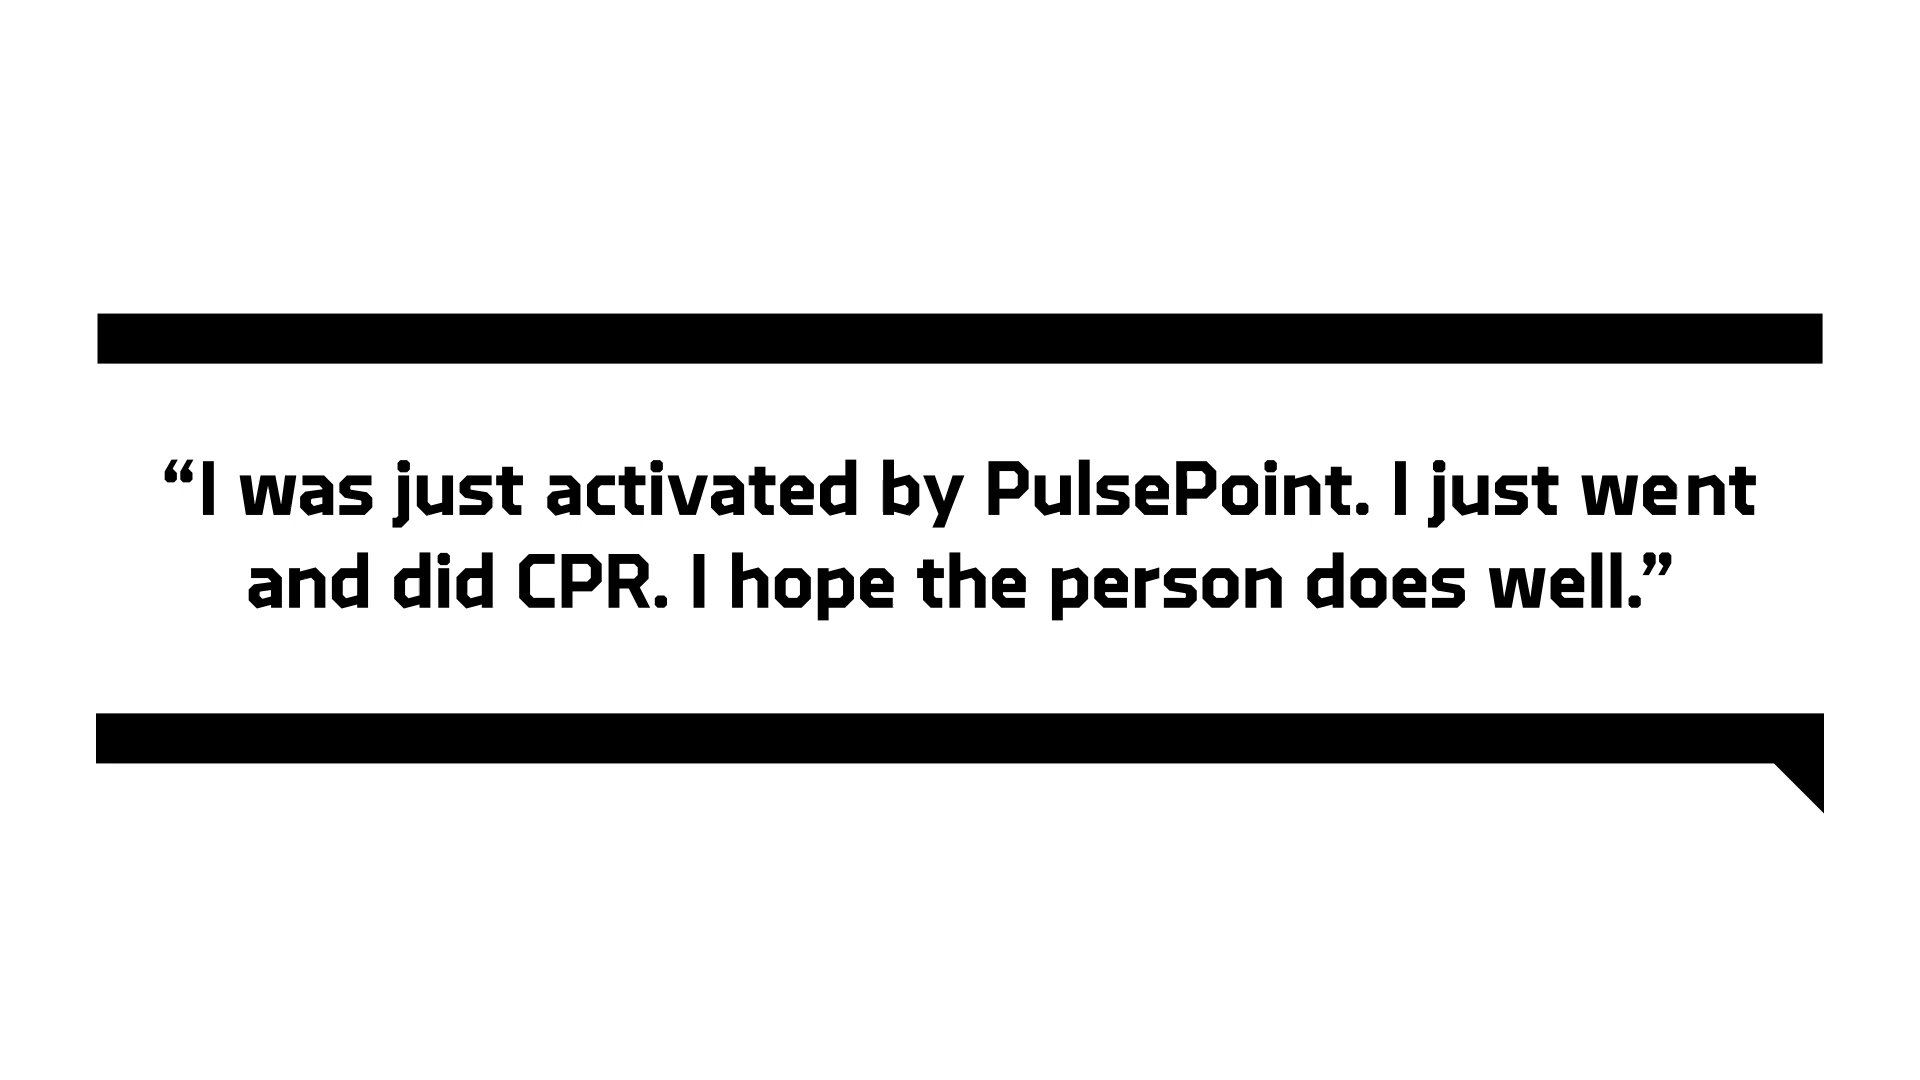 “I was just activated by PulsePoint. I just went
and did CPR. I hope the person does well.”